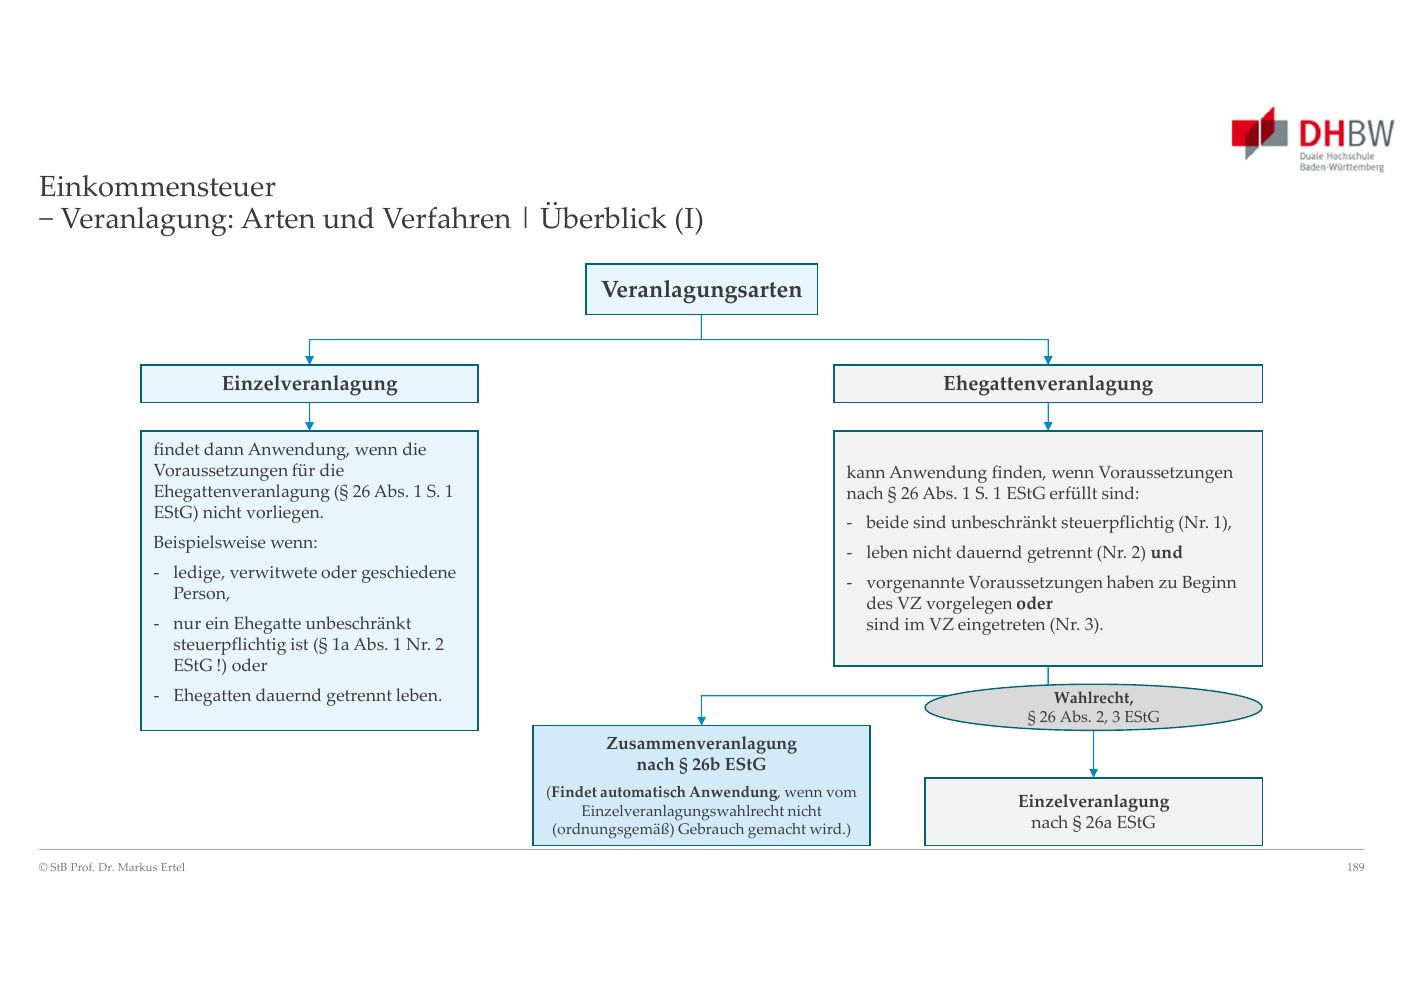 DHBW
Duale Hochschule
Baden-Württemberg
Einkommensteuer
– Veranlagung: Arten und Verfahren | Überblick (I)
Veranlagungsarten
Einzelveranlagung
findet dann Anwendung, wenn die
Voraussetzungen für die
Ehegattenveranlagung (§ 26 Abs. 1 S. 1
EStG) nicht vorliegen.
Beispielsweise wenn:
- ledige, verwitwete oder geschiedene
Person,
- nur ein Ehegatte unbeschränkt
steuerpflichtig ist (§ 1a Abs. 1 Nr. 2
EStG !) oder
- Ehegatten dauernd getrennt leben.
Ehegattenveranlagung
kann Anwendung finden, wenn Voraussetzungen
nach § 26 Abs. 1 S. 1 EStG erfüllt sind:
- beide sind unbeschränkt steuerpflichtig (Nr. 1),
- leben nicht dauernd getrennt (Nr. 2) und
- vorgenannte Voraussetzungen haben zu Beginn
des VZ vorgelegen oder
sind im VZ eingetreten (Nr. 3).
Wahlrecht,
§ 26 Abs. 2, 3 EStG
Zusammenveranlagung
nach § 26b EStG
(Findet automatisch Anwendung, wenn vom
Einzelveranlagungswahlrecht nicht
(ordnungsgemäß) Gebrauch gemacht wird.)
Einzelveranlagung
nach § 26a EStG
© StB Prof. Dr. Markus Ertel
189